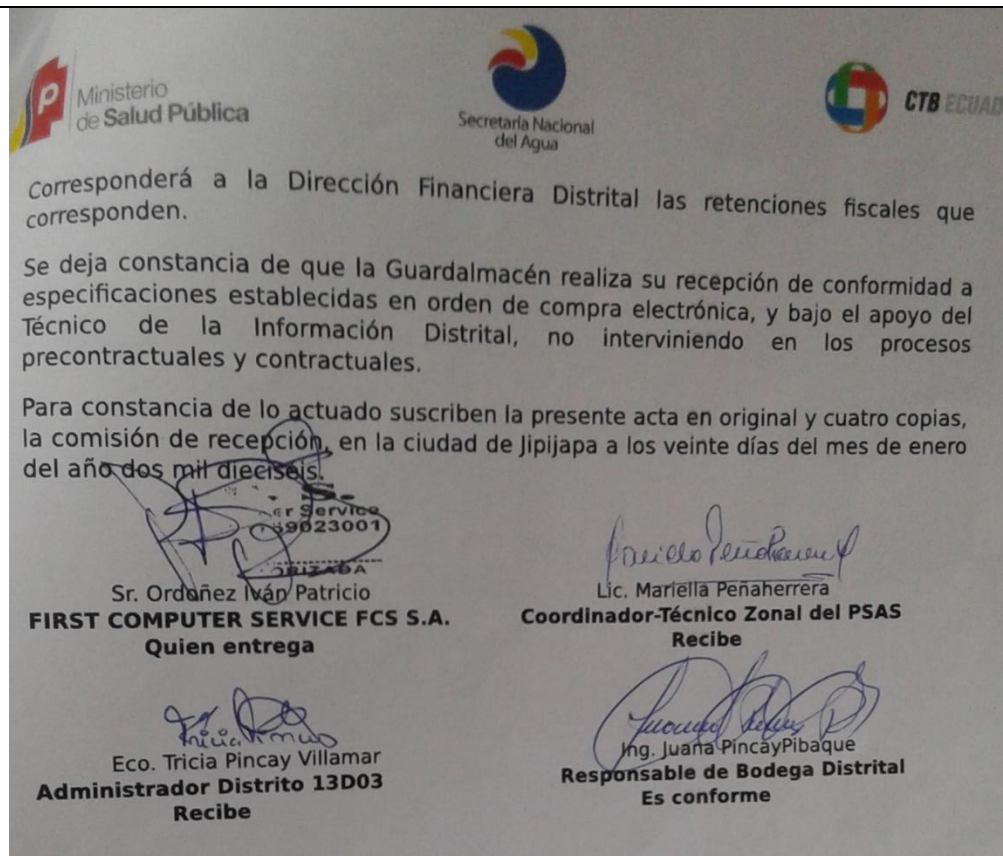 Ministerio
de Salud Pública
Secretaría Nacional
del Agua
CTB ECUAD
Corresponderá a la Dirección Financiera Distrital las retenciones fiscales que
corresponden.
Se deja constancia de que la Guardalmacén realiza su recepción de conformidad a
especificaciones establecidas en orden de compra electrónica, y bajo el apoyo del
Técnico de la Información Distrital, no interviniendo en los procesos
precontractuales y contractuales.
Para constancia de lo actuado suscriben la presente acta en original y cuatro copias,
la comisión de recepción, en la ciudad de Jipijapa a los veinte días del mes de enero
del año dos mil dieciseis.
er Service
9023001
ORIZADA
Sr. Ordoñez Iván Patricio
FIRST COMPUTER SERVICE FCS S.A.
Quien entrega
Lic. Mariella Peñaherrera
Coordinador-Técnico Zonal del PSAS
Recibe
Eco. Tricia Pincay Villamar
Administrador Distrito 13D03
Recibe
Ing. Juana PincayPibaque
Responsable de Bodega Distrital
Es conforme